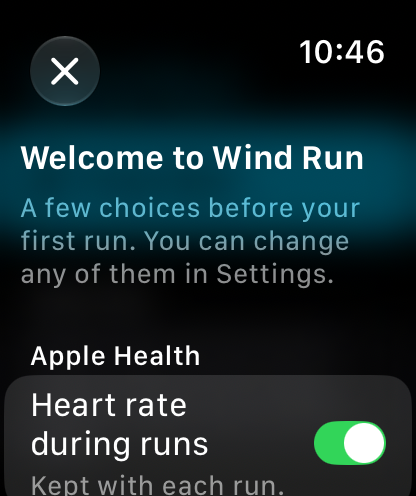 10:46
Welcome to Wind Run
A few choices before your
first run. You can change
any of them in Settings.
Apple Health
Heart rate
during runs
Kept with each run.